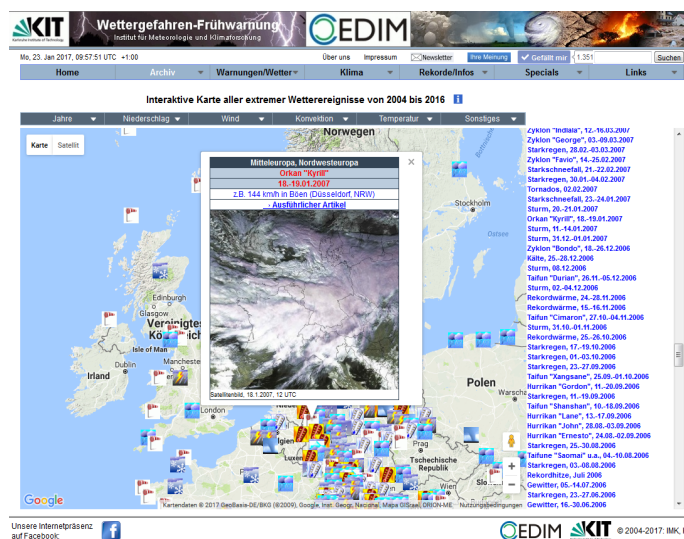 SKIT
Karlsruhe Institute of Technology
Wettergefahren-Frühwarnung
Institut für Meteorologie und Klimaforschung
CEDIM
Mo, 23. Jan 2017, 09:57:51 UTC +1:00
Über uns Impressum Newsletter Ihre Meinung Gefällt mir 1.351 Suchen
Home Archiv Warnungen/Wetter Klima Rekorde/Infos Specials Links
Interaktive Karte aller extremer Wetterereignisse von 2004 bis 2016
Jahre Niederschlag Wind Konvektion Temperatur Sonstiges
Karte Satellit
Norwegen
Stockholm
Ostsee
Edinburgh
Glasgow
Isle of Man
Mancheste
Dublin
Irland
London
Polen
Warsch
Prag
Tschechische
Republik
Wien
Mitteleuropa, Nordwesteuropa
Orkan "Kyrill"
18.-19.01.2007
z.B. 144 km/h in Böen (Düsseldorf, NRW)
→ Ausführlicher Artikel
Satellitenbild, 18.1.2007, 12 UTC
Zyklon "Indlala", 12.-16.03.2007
Zyklon "George", 03.-09.03.2007
Starkregen, 28.02.-03.03.2007
Zyklon "Favio", 14.-25.02.2007
Starkschneefall, 21.-22.02.2007
Starkregen, 30.01.-04.02.2007
Tornados, 02.02.2007
Starkschneefall, 23.-24.01.2007
Sturm, 20.-21.01.2007
Orkan "Kyrill", 18.-19.01.2007
Sturm, 11.-14.01.2007
Sturm, 31.12.-01.01.2007
Zyklon "Bondo", 18.-26.12.2006
Kälte, 25.-28.12.2006
Sturm, 08.12.2006
Taifun "Durian", 26.11.-05.12.2006
Sturm, 02.-04.12.2006
Rekordwärme, 24.-28.11.2006
Rekordwärme, 15.-16.11.2006
Taifun "Cimaron", 27.10.-04.11.2006
Sturm, 31.10.-01.11.2006
Rekordwärme, 25.-26.10.2006
Starkregen, 17.-19.10.2006
Starkregen, 01.-03.10.2006
Starkregen, 23.-27.09.2006
Taifun "Xangsane", 25.09.-01.10.2006
Hurrikan "Gordon", 11.-20.09.2006
Starkregen, 11.-19.09.2006
Taifun "Shanshan", 10.-18.09.2006
Hurrikan "Lane", 13.-17.09.2006
Hurrikan "John", 28.08.-03.09.2006
Hurrikan "Ernesto", 24.08.-02.09.2006
Starkregen, 25.-30.08.2006
Taifune "Saomai" u.a., 04.-10.08.2006
Starkregen, 03.-08.08.2006
Rekordhitze, Juli 2006
Gewitter, 05.-14.07.2006
Starkregen, 23.-27.06.2006
Gewitter, 16.-30.06.2006
Google
Kartendaten © 2017 GeoBasis-DE/BKG (©2009), Google, Inst. Geogr. Nacional, Mapa GISrael, ORION-ME Nutzungsbedingungen
Unsere Internetpräsenz
auf Facebook:
CEDIM SKIT © 2004-2017: IMK, I